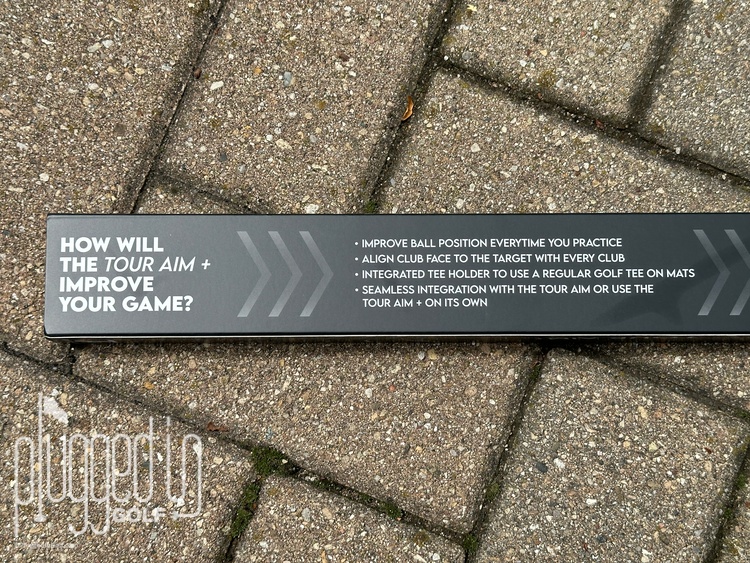 HOW WILL
THE TOUR AIM +
IMPROVE
YOUR GAME?
• IMPROVE BALL POSITION EVERYTIME YOU PRACTICE
• ALIGN CLUB FACE TO THE TARGET WITH EVERY CLUB
• INTEGRATED TEE HOLDER TO USE A REGULAR GOLF TEE ON MATS
• SEAMLESS INTEGRATION WITH THE TOUR AIM OR USE THE
TOUR AIM + ON ITS OWN
plugged in
GOLF